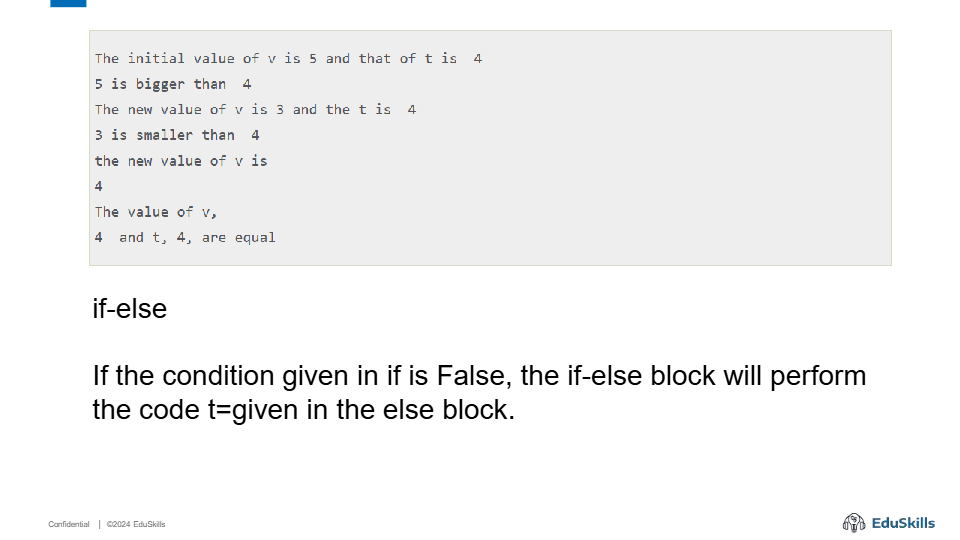 The initial value of v is 5 and that of t is  4
5 is bigger than  4
The new value of v is 3 and the t is  4
3 is smaller than  4
the new value of v is
4
The value of v,
4  and t, 4, are equal
if-else
If the condition given in if is False, the if-else block will perform
the code t=given in the else block.
Confidential | ©2024 EduSkills
EduSkills